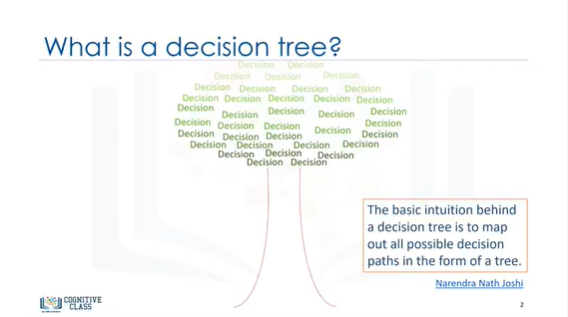 What is a decision tree?
Decision Decision
Decision Decision Decision
Decision Decision Decision Decision
Decision Decision Decision Decision Decision
Decision Decision Decision Decision Decision
Decision Decision Decision Decision Decision
Decision Decision Decision Decision
Decision Decision Decision Decision
Decision Decision Decision
Decision Decision
The basic intuition behind
a decision tree is to map
out all possible decision
paths in the form of a tree.
Narendra Nath Joshi
COGNITIVE
CLASS
2